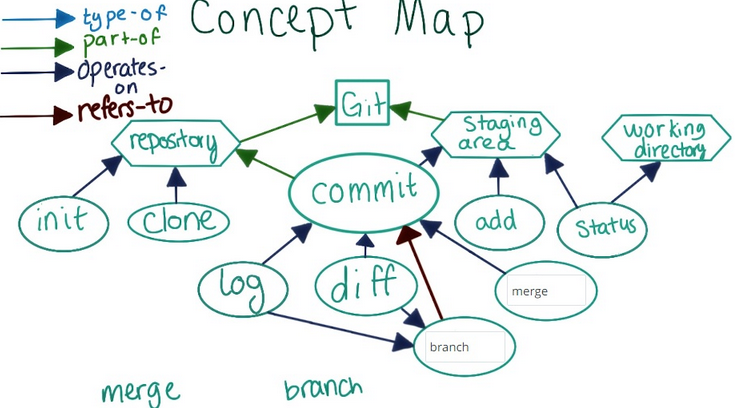 Concept Map
type-of
part-of
operates-
on
refers-to
Git
repository
Staging
area
working
directory
commit
init
Clone
add
Status
log
diff
merge
branch
merge
branch